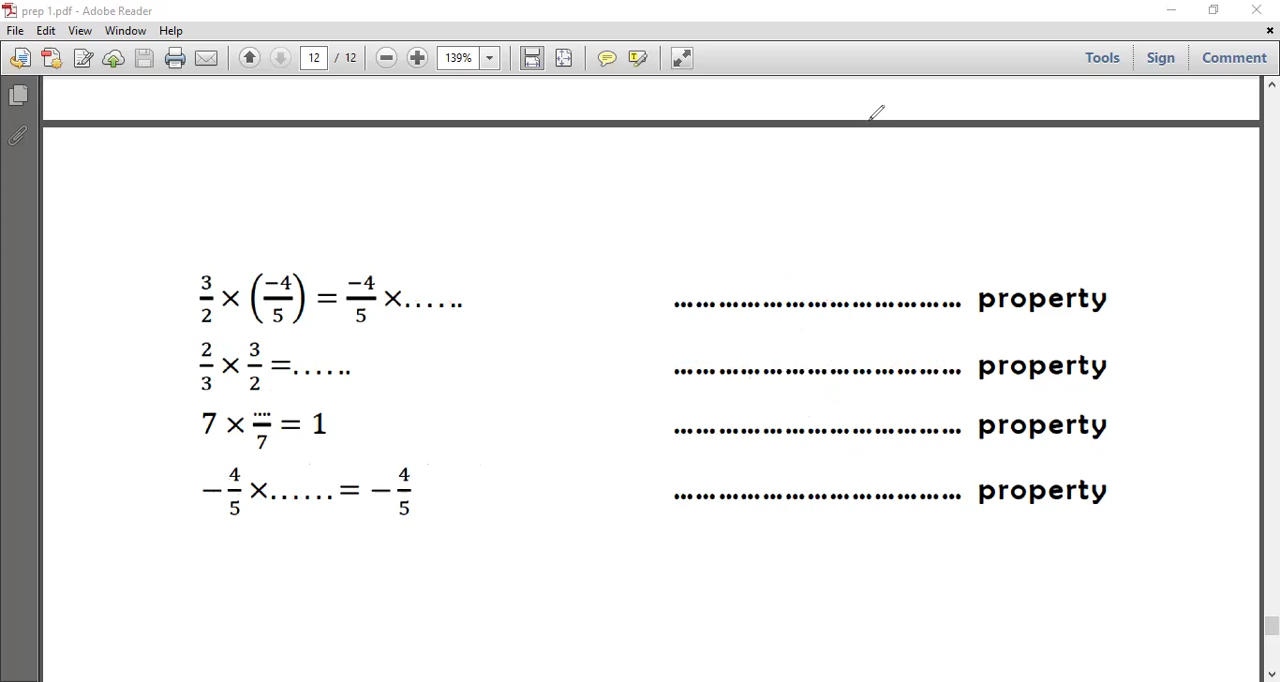 prep 1.pdf - Adobe Reader
File Edit View Window Help
12 / 12 139% Tools Sign Comment
3/2 × (−4/5) = −4/5 ×...... ....................................... property
2/3 × 3/2 =...... ....................................... property
7 × ..../7 = 1 ....................................... property
−4/5 ×...... = −4/5 ....................................... property